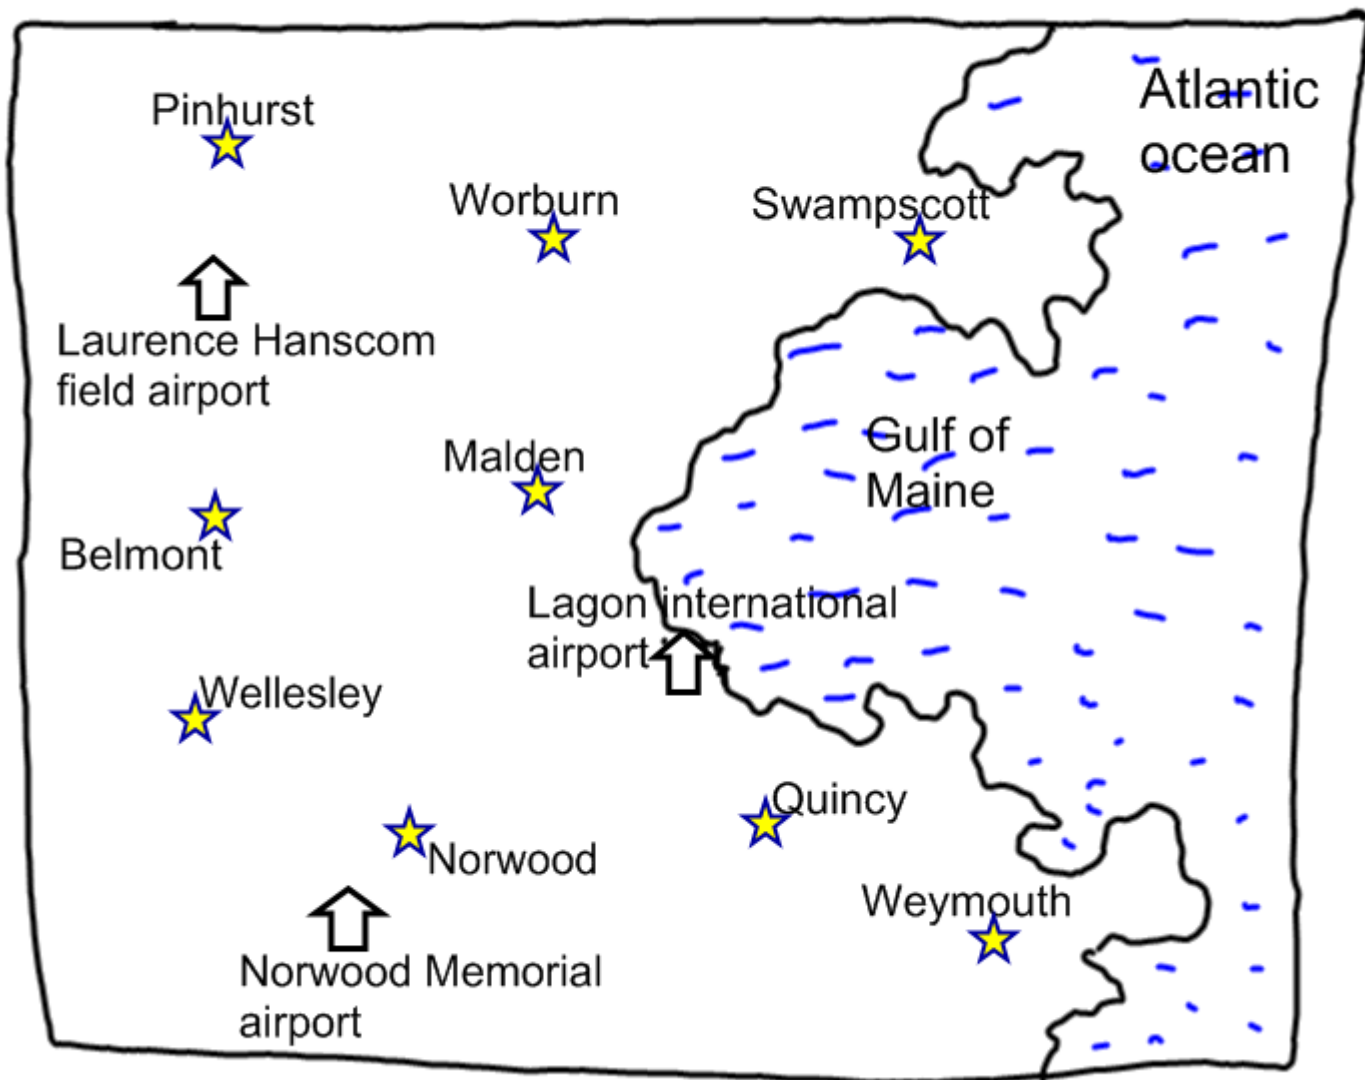 Atlantic
ocean
Pinhurst
Worburn
Swampscott
Laurence Hanscom
field airport
Gulf of
Maine
Malden
Belmont
Lagon international
airport
Wellesley
Quincy
Norwood
Weymouth
Norwood Memorial
airport